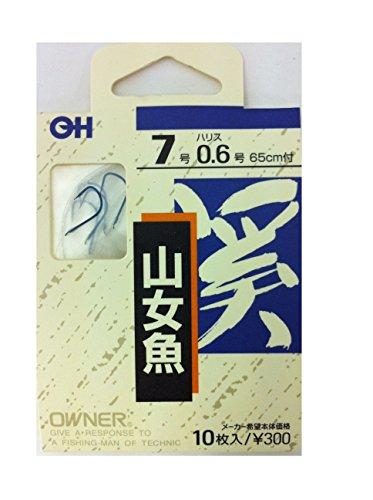 OH
ハリス
7号 0.6号 65cm付
渓
山女魚
OWNER®
GIVE A RESPONSE TO
A FISHING-MAN OF TECHNIC
メーカー希望本体価格
10枚入/¥300